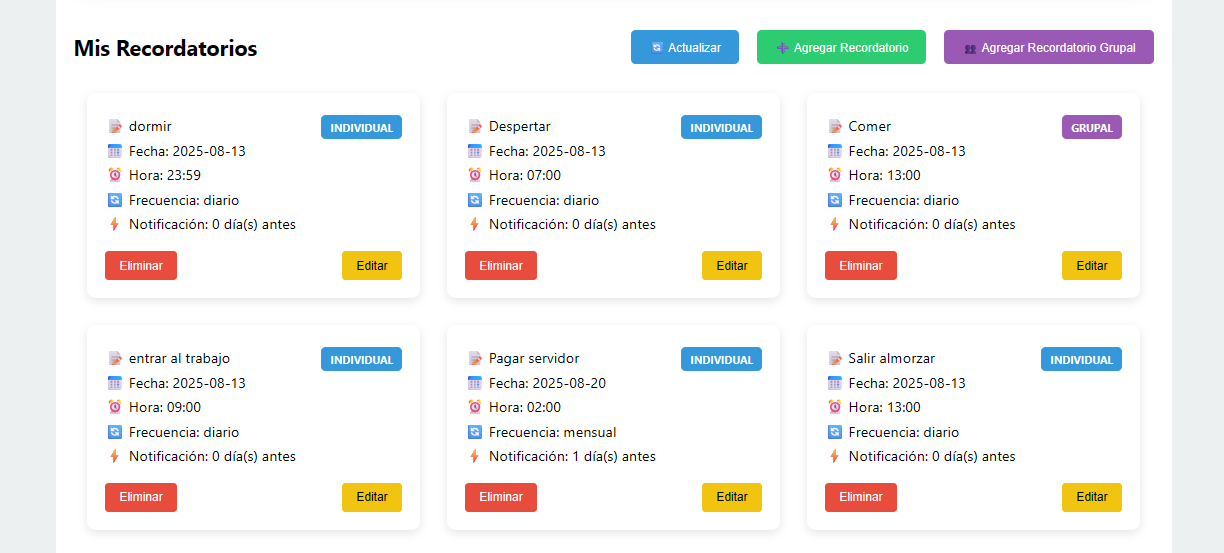 Mis Recordatorios
Actualizar
Agregar Recordatorio
Agregar Recordatorio Grupal
dormir
INDIVIDUAL
Fecha: 2025-08-13
Hora: 23:59
Frecuencia: diario
Notificación: 0 día(s) antes
Eliminar
Editar
Despertar
INDIVIDUAL
Fecha: 2025-08-13
Hora: 07:00
Frecuencia: diario
Notificación: 0 día(s) antes
Eliminar
Editar
Comer
GRUPAL
Fecha: 2025-08-13
Hora: 13:00
Frecuencia: diario
Notificación: 0 día(s) antes
Eliminar
Editar
entrar al trabajo
INDIVIDUAL
Fecha: 2025-08-13
Hora: 09:00
Frecuencia: diario
Notificación: 0 día(s) antes
Eliminar
Editar
Pagar servidor
INDIVIDUAL
Fecha: 2025-08-20
Hora: 02:00
Frecuencia: mensual
Notificación: 1 día(s) antes
Eliminar
Editar
Salir almorzar
INDIVIDUAL
Fecha: 2025-08-13
Hora: 13:00
Frecuencia: diario
Notificación: 0 día(s) antes
Eliminar
Editar